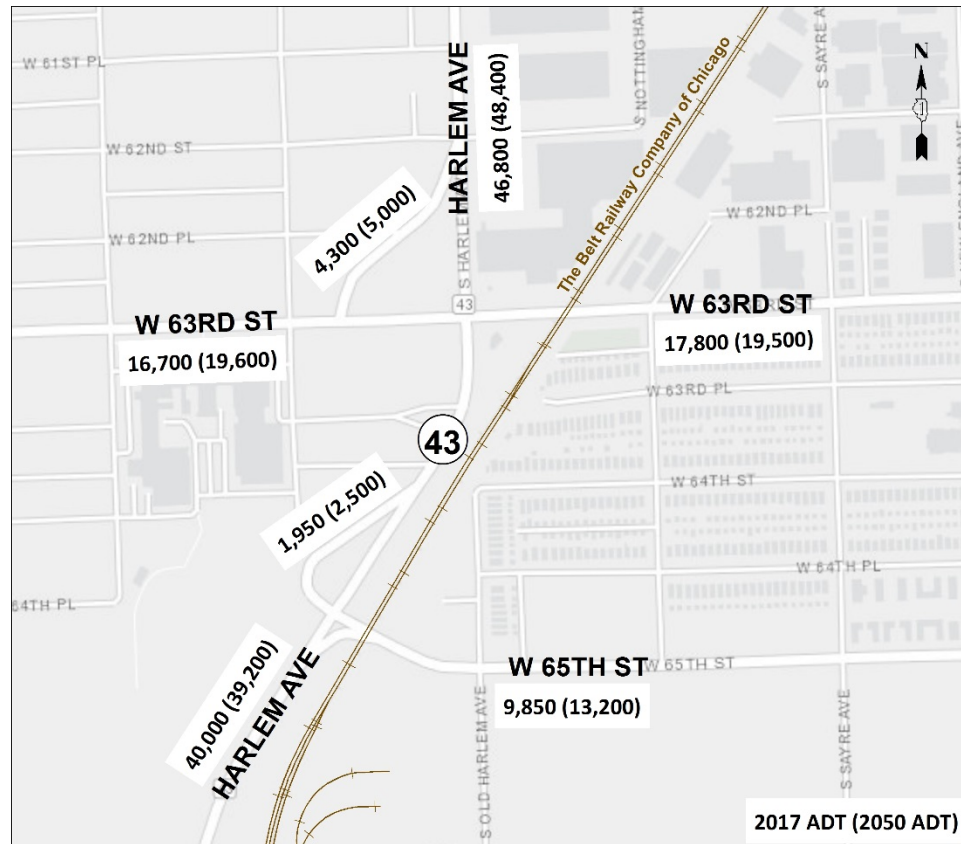 W 61ST PL
HARLEM AVE
46,800 (48,400)
S NOTTINGHAM
S SAYRE AV
N
The Belt Railway Company of Chicago
W 62ND ST
S HARLEM
4,300 (5,000)
W 62ND PL
W 62ND PL
NEW ENGLAND AVE
43
W 63RD ST
16,700 (19,600)
W 63RD ST
17,800 (19,500)
W 63RD PL
43
W 64TH ST
1,950 (2,500)
W 64TH PL
64TH PL
W 65TH ST
W 65TH ST
9,850 (13,200)
40,000 (39,200)
HARLEM AVE
S OLD HARLEM AVE
S SAYRE AVE
2017 ADT (2050 ADT)